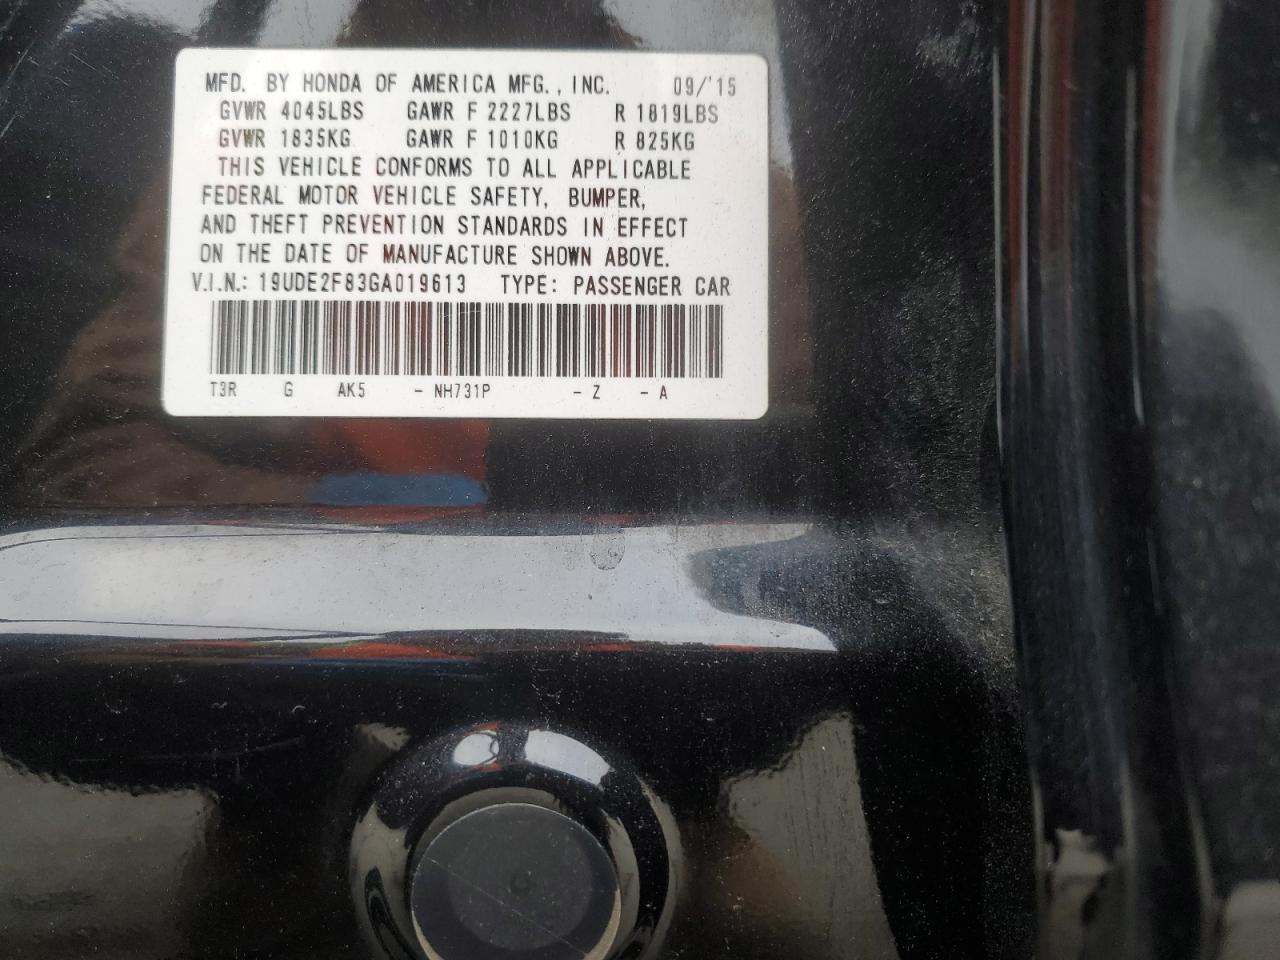 MFD. BY HONDA OF AMERICA MFG., INC. 09/'15
GVWR 4045LBS GAWR F 2227LBS R 1819LBS
GVWR 1835KG GAWR F 1010KG R 825KG
THIS VEHICLE CONFORMS TO ALL APPLICABLE
FEDERAL MOTOR VEHICLE SAFETY, BUMPER,
AND THEFT PREVENTION STANDARDS IN EFFECT
ON THE DATE OF MANUFACTURE SHOWN ABOVE.
V.I.N.: 19UDE2F83GA019613 TYPE: PASSENGER CAR
T3R G AK5 - NH731P - Z - A